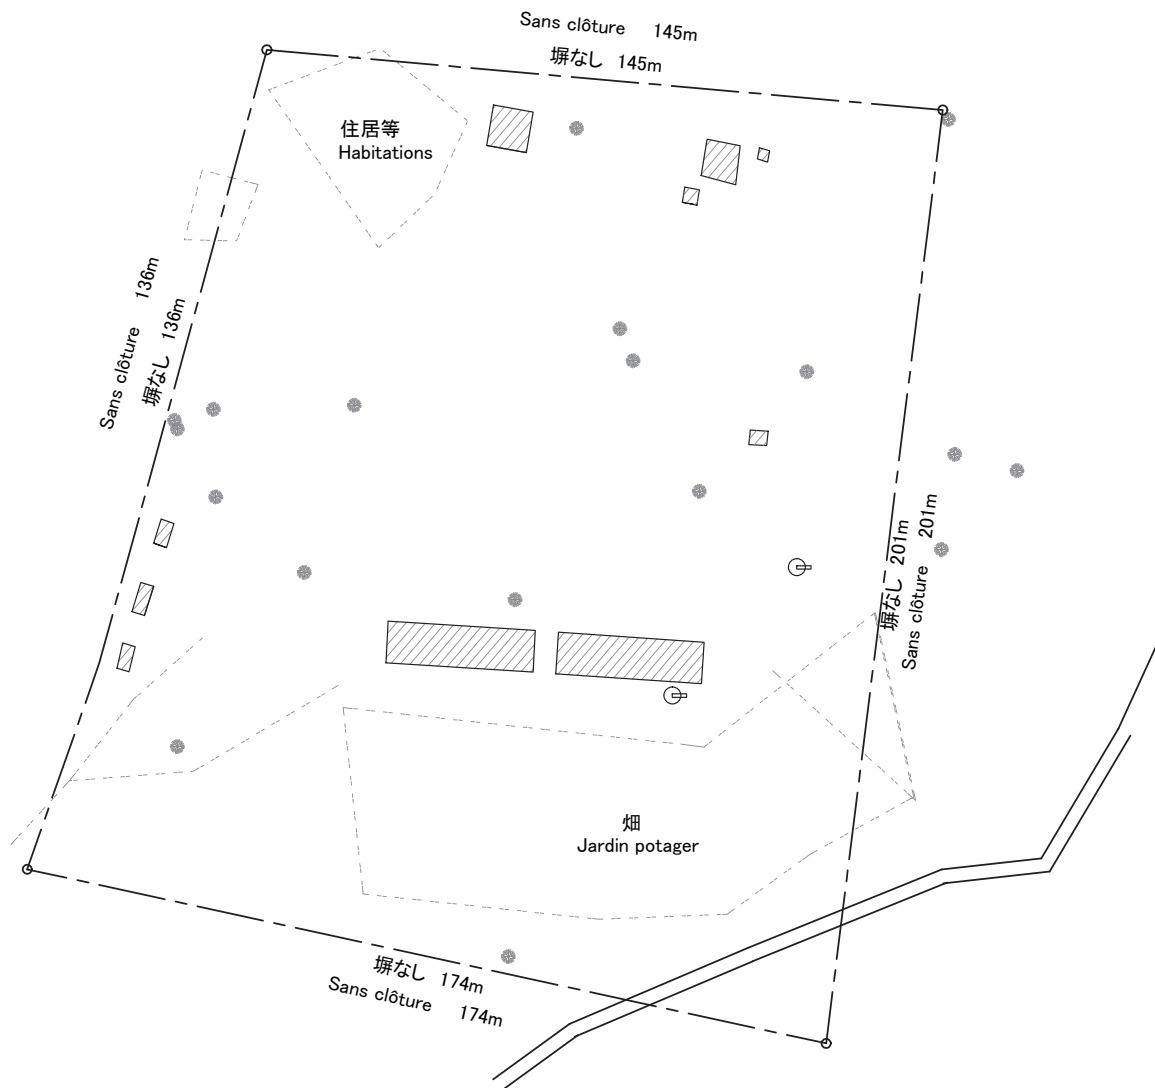 Sans clôture 145m
塀なし 145m
住居等
Habitations
Sans clôture 136m
塀なし 136m
塀なし 201m
Sans clôture 201m
畑
Jardin potager
塀なし 174m
Sans clôture 174m